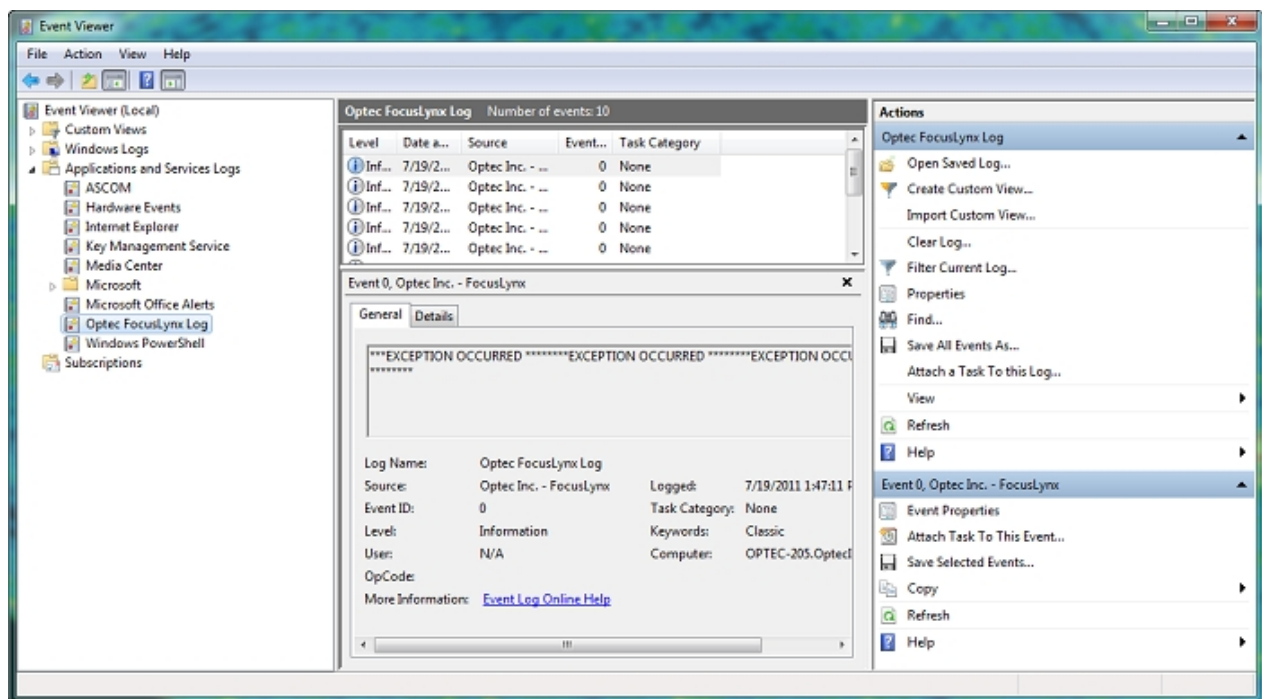 Event Viewer
File Action View Help
Event Viewer (Local)
Custom Views
Windows Logs
Applications and Services Logs
ASCOM
Hardware Events
Internet Explorer
Key Management Service
Media Center
Microsoft
Microsoft Office Alerts
Optec FocusLynx Log
Windows PowerShell
Subscriptions
Optec FocusLynx Log Number of events: 10
Level Date a... Source Event... Task Category
Inf... 7/19/2... Optec Inc. - ... 0 None
Inf... 7/19/2... Optec Inc. - ... 0 None
Inf... 7/19/2... Optec Inc. - ... 0 None
Inf... 7/19/2... Optec Inc. - ... 0 None
Inf... 7/19/2... Optec Inc. - ... 0 None
Event 0, Optec Inc. - FocusLynx
General Details
***EXCEPTION OCCURRED ********EXCEPTION OCCURRED ********EXCEPTION OCCU
********
Log Name: Optec FocusLynx Log
Source: Optec Inc. - FocusLynx Logged: 7/19/2011 1:47:11 P
Event ID: 0 Task Category: None
Level: Information Keywords: Classic
User: N/A Computer: OPTEC-205.OptecI
OpCode:
More Information: Event Log Online Help
Actions
Optec FocusLynx Log
Open Saved Log...
Create Custom View...
Import Custom View...
Clear Log...
Filter Current Log...
Properties
Find...
Save All Events As...
Attach a Task To this Log...
View
Refresh
Help
Event 0, Optec Inc. - FocusLynx
Event Properties
Attach Task To This Event...
Save Selected Events...
Copy
Refresh
Help